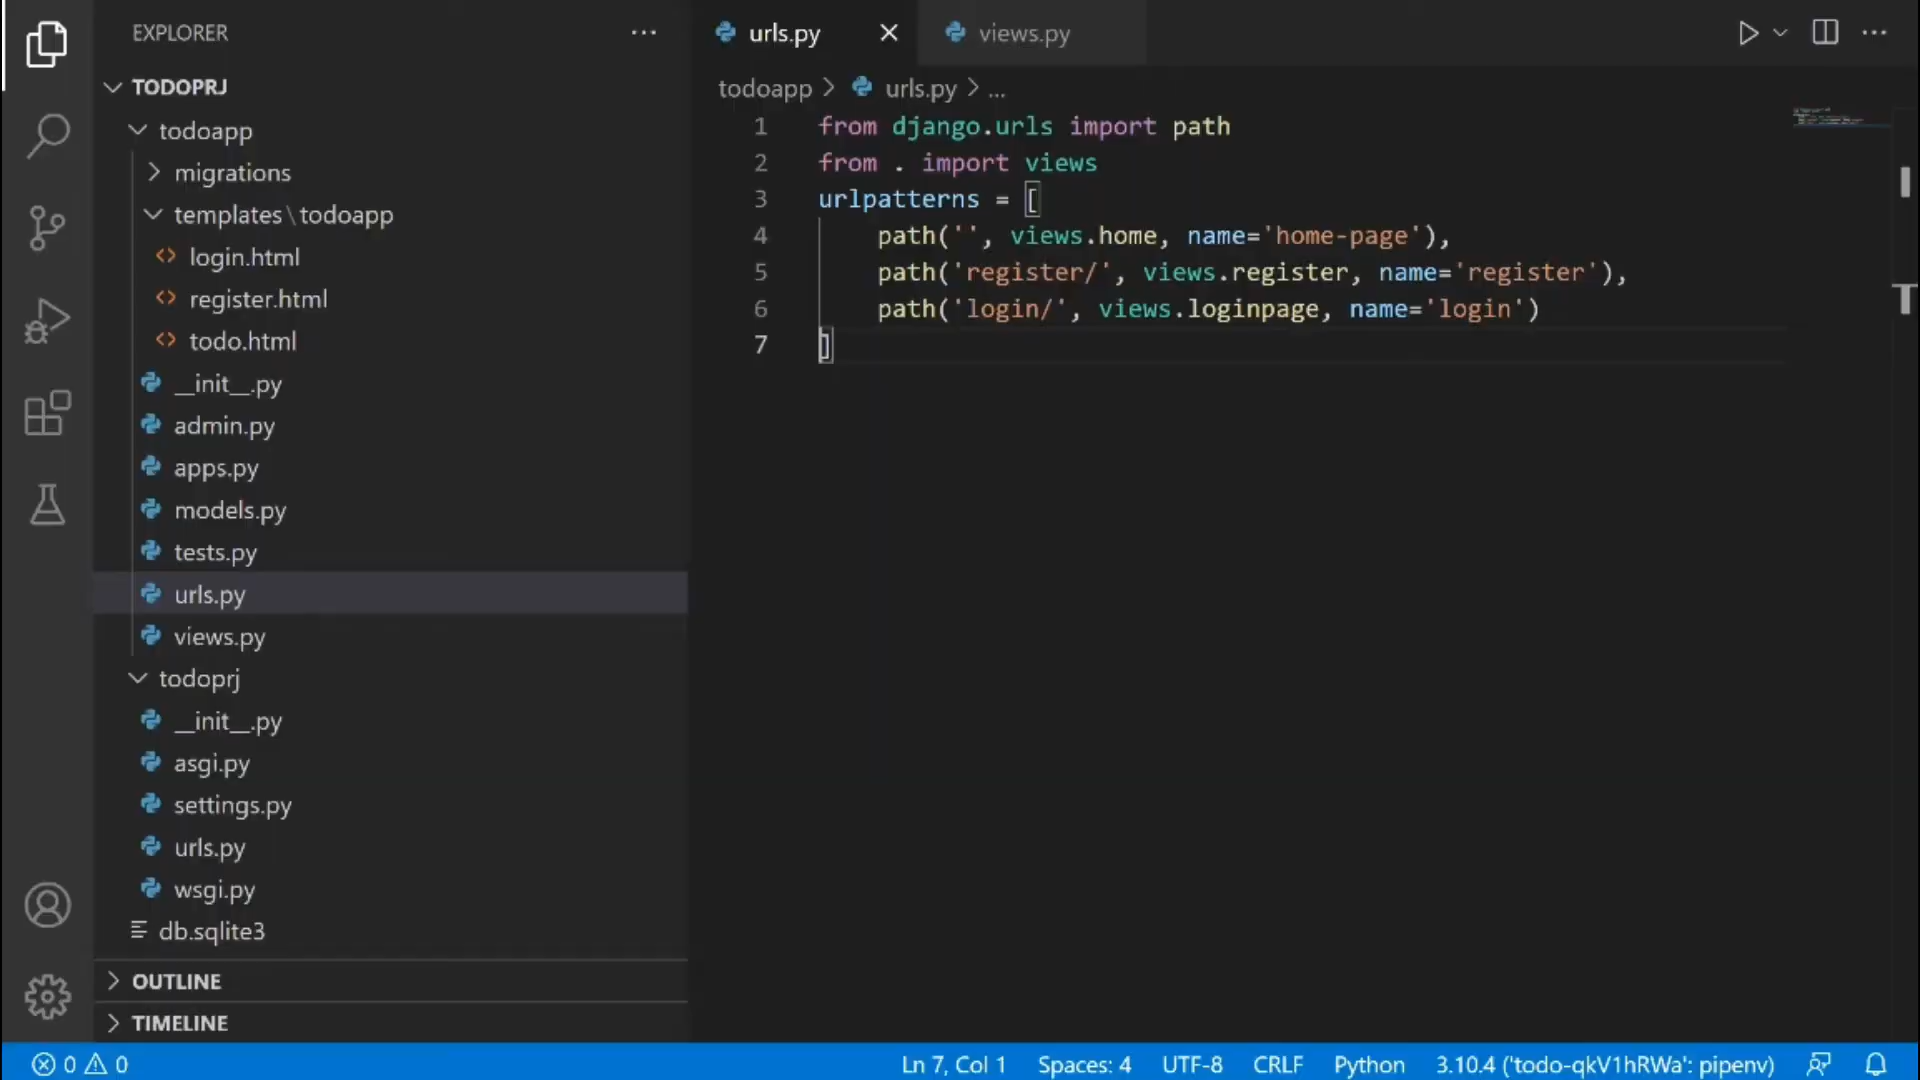 EXPLORER
TODOPRJ
todoapp
migrations
templates\todoapp
login.html
register.html
todo.html
__init__.py
admin.py
apps.py
models.py
tests.py
urls.py
views.py
todoprj
__init__.py
asgi.py
settings.py
urls.py
wsgi.py
db.sqlite3
OUTLINE
TIMELINE
urls.py
views.py
todoapp > urls.py > ...
1 from django.urls import path
2 from . import views
3 urlpatterns = [
4     path('', views.home, name='home-page'),
5     path('register/', views.register, name='register'),
6     path('login/', views.loginpage, name='login')
7 ]
T
0 0 Ln 7, Col 1 Spaces: 4 UTF-8 CRLF Python 3.10.4 ('todo-qkV1hRWa': pipenv)